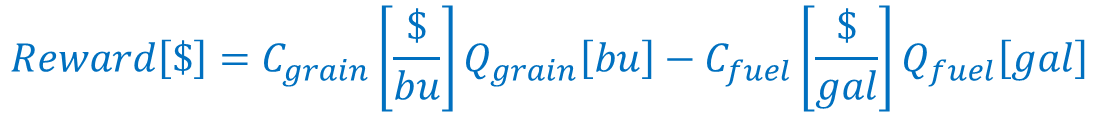 Reward[$] = C_grain [$/bu] Q_grain[bu] − C_fuel [$/gal] Q_fuel[gal]